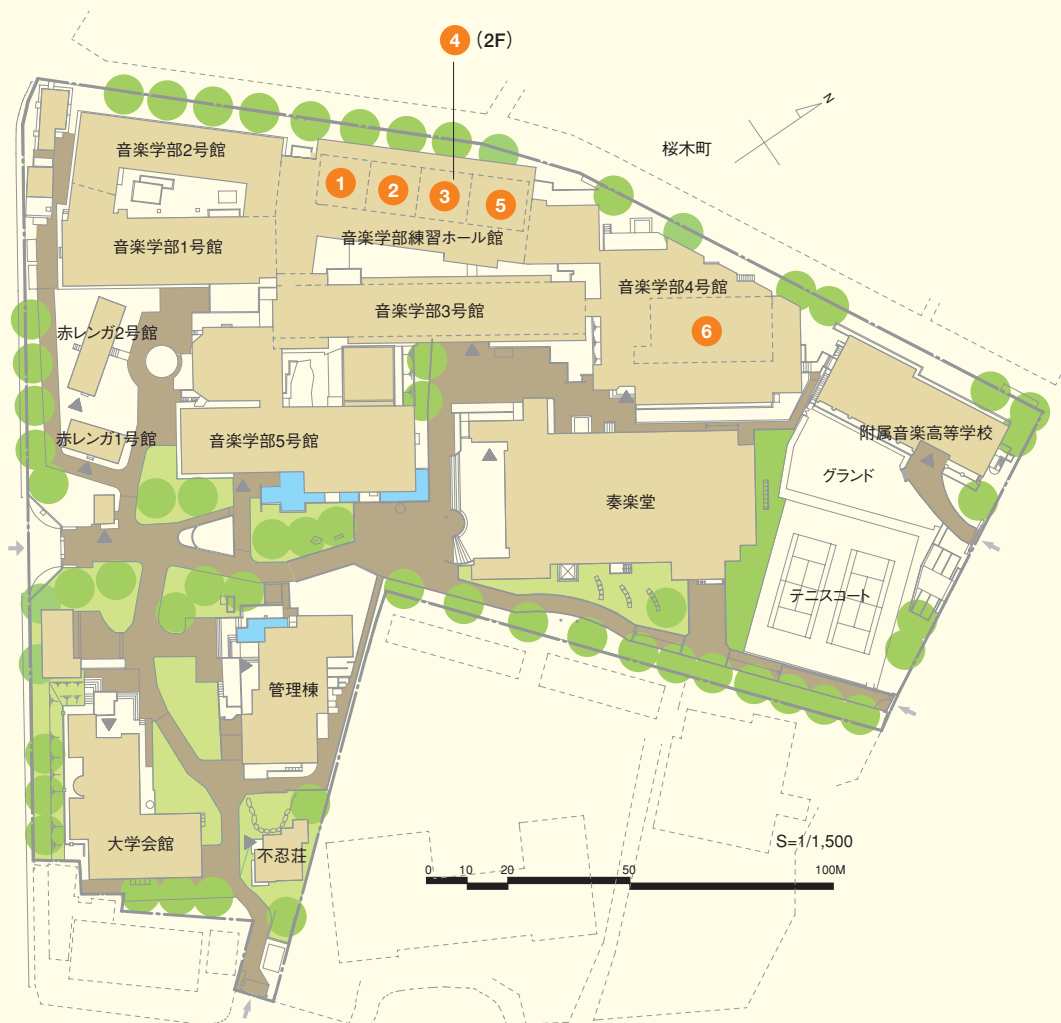 4 (2F)
N
桜木町
音楽学部2号館
1
2
3
5
音楽学部練習ホール館
音楽学部1号館
音楽学部4号館
音楽学部3号館
6
赤レンガ2号館
赤レンガ1号館
音楽学部5号館
附属音楽高等学校
グランド
奏楽堂
テニスコート
管理棟
大学会館
不忍荘
S=1/1,500
0 10 20 50 100M